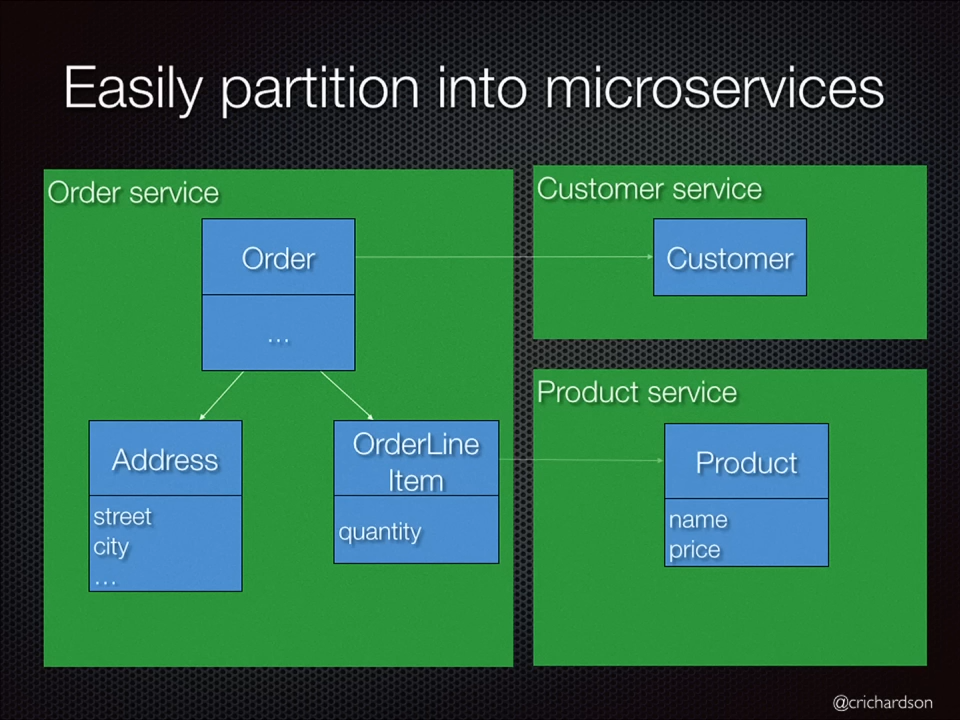 Easily partition into microservices
Order service
Order
...
Address
street
city
...
OrderLine
Item
quantity
Customer service
Customer
Product service
Product
name
price
@crichardson